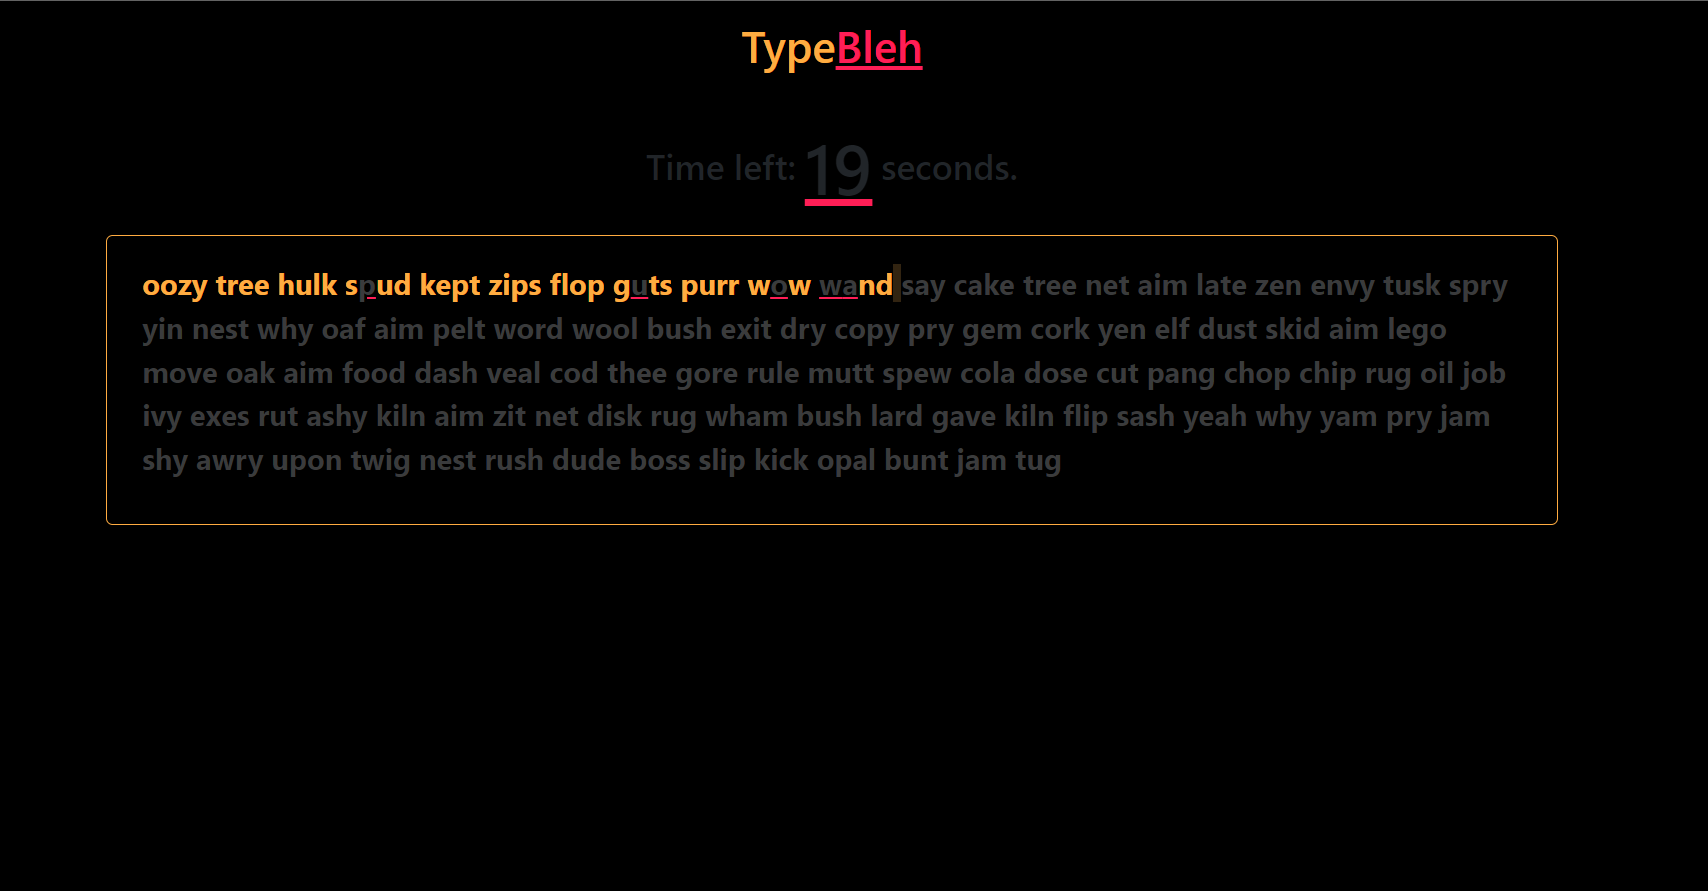 TypeBleh
Time left: 19 seconds.
oozy tree hulk spud kept zips flop guts purr wow wand say cake tree net aim late zen envy tusk spry
yin nest why oaf aim pelt word wool bush exit dry copy pry gem cork yen elf dust skid aim lego
move oak aim food dash veal cod thee gore rule mutt spew cola dose cut pang chop chip rug oil job
ivy exes rut ashy kiln aim zit net disk rug wham bush lard gave kiln flip sash yeah why yam pry jam
shy awry upon twig nest rush dude boss slip kick opal bunt jam tug